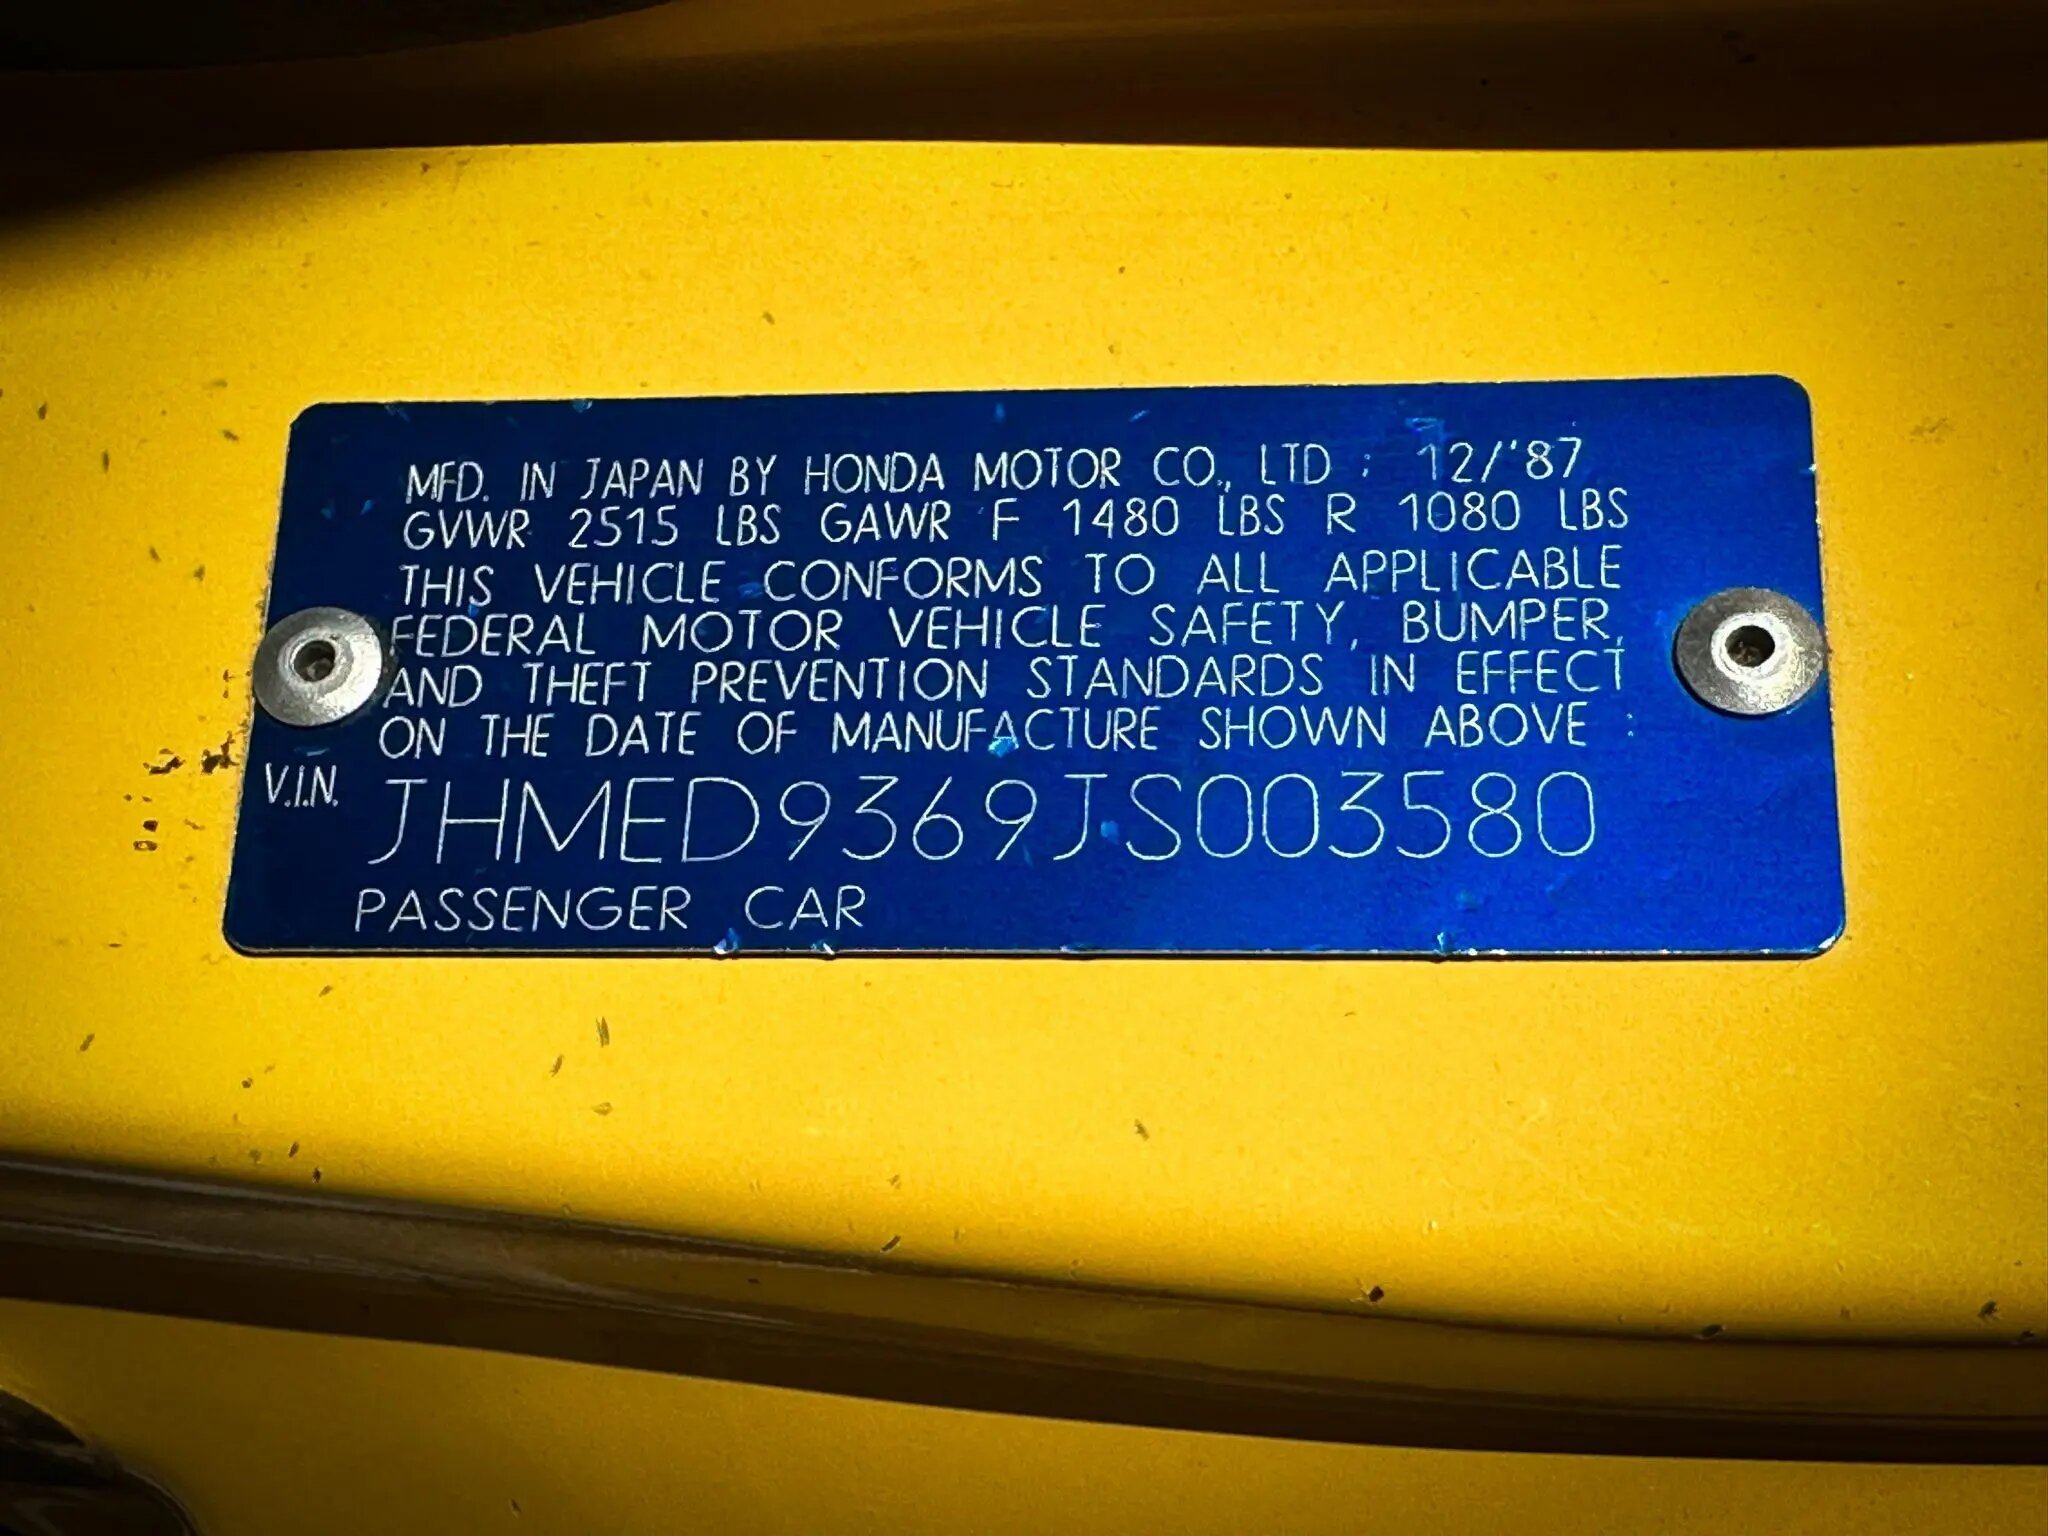 MFD. IN JAPAN BY HONDA MOTOR CO., LTD : 12/'87
GVWR 2515 LBS GAWR F 1480 LBS R 1080 LBS
THIS VEHICLE CONFORMS TO ALL APPLICABLE
FEDERAL MOTOR VEHICLE SAFETY, BUMPER,
AND THEFT PREVENTION STANDARDS IN EFFECT
ON THE DATE OF MANUFACTURE SHOWN ABOVE :
V.I.N. JHMED9369JS003580
PASSENGER CAR